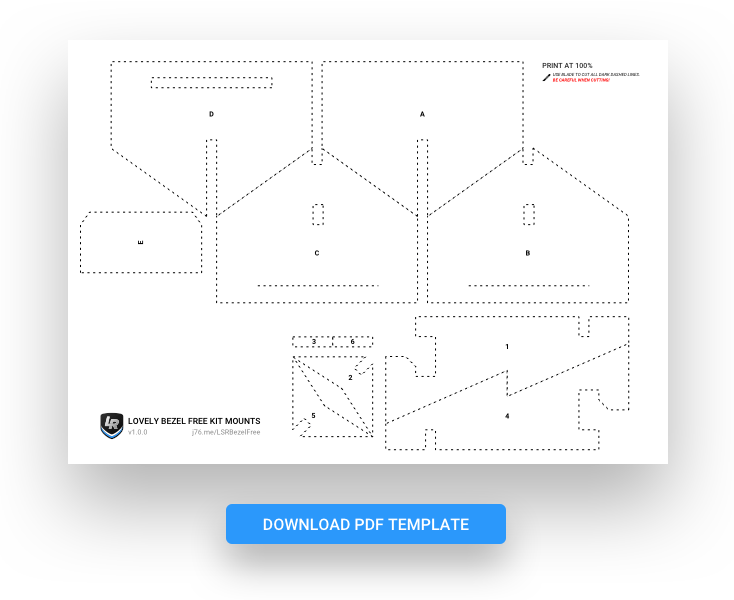 PRINT AT 100%
USE BLADE TO CUT ALL DARK DASHED LINES.
BE CAREFUL WHEN CUTTING!
D
A
E
C
B
3
6
1
2
5
4
LR
LOVELY BEZEL FREE KIT MOUNTS
v1.0.0
j76.me/LSRBezelFree
DOWNLOAD PDF TEMPLATE